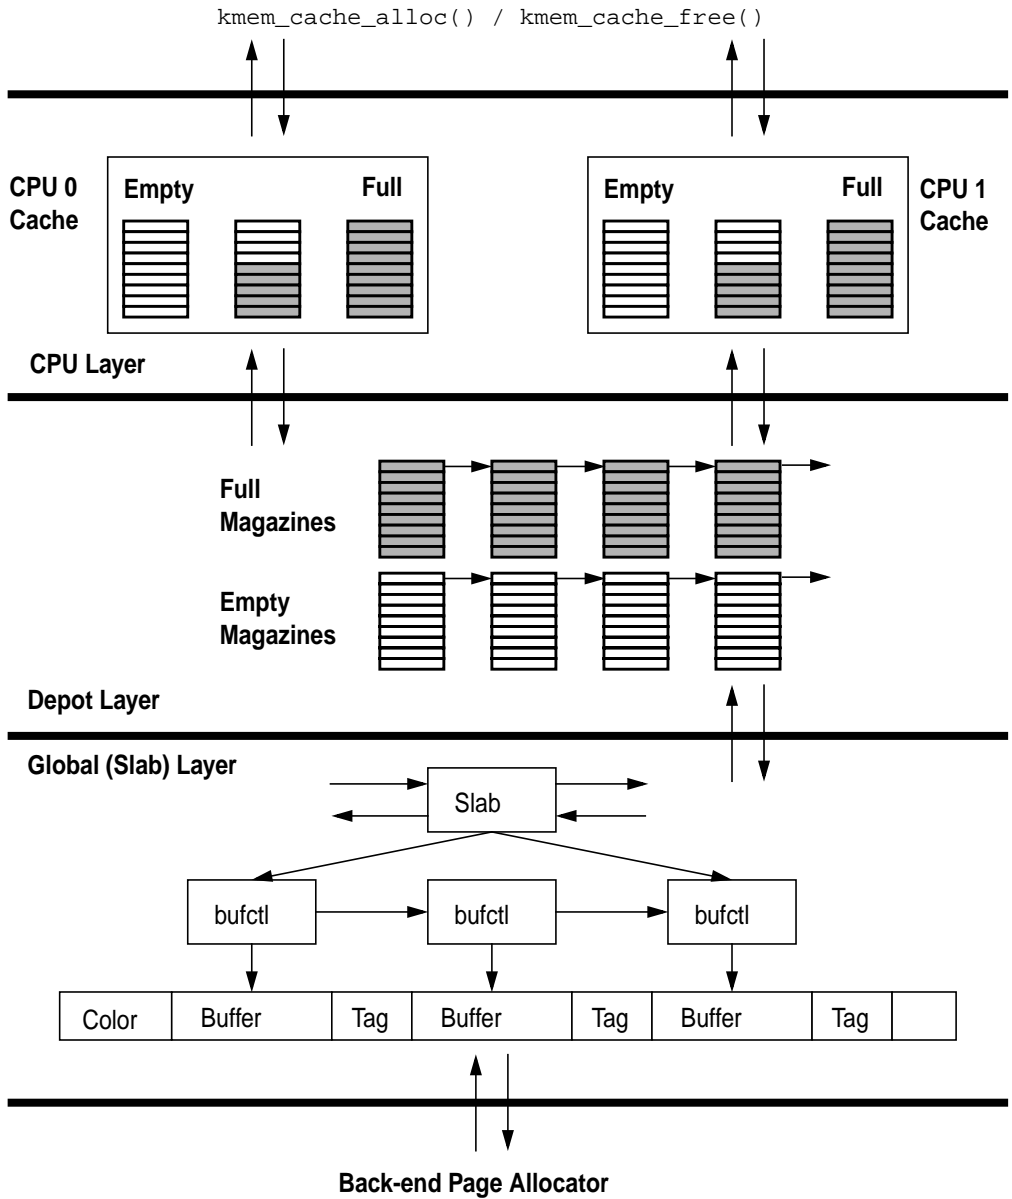 kmem_cache_alloc() / kmem_cache_free()
CPU 0
Cache
Empty
Full
Empty
Full
CPU 1
Cache
CPU Layer
Full
Magazines
Empty
Magazines
Depot Layer
Global (Slab) Layer
Slab
bufctl
bufctl
bufctl
Color
Buffer
Tag
Buffer
Tag
Buffer
Tag
Back-end Page Allocator